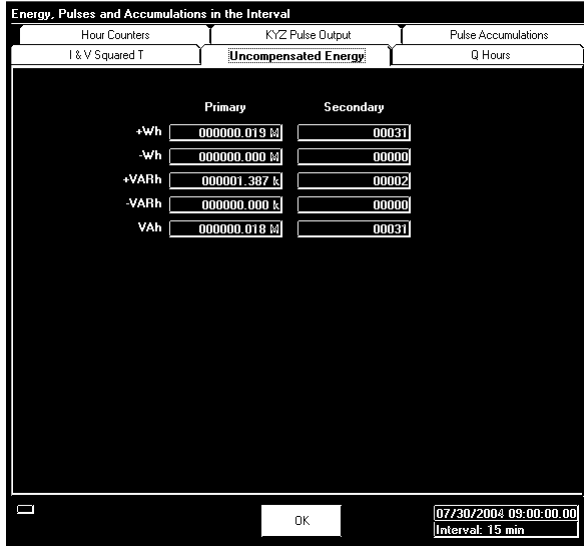 Energy, Pulses and Accumulations in the Interval
Hour Counters KYZ Pulse Output Pulse Accumulations
I & V Squared T Uncompensated Energy Q Hours
Primary Secondary
+Wh 000000.019 M 00031
-Wh 000000.000 M 00000
+VARh 000001.387 k 00002
-VARh 000000.000 k 00000
VAh 000000.018 M 00031
OK
07/30/2004 09:00:00.00
Interval: 15 min